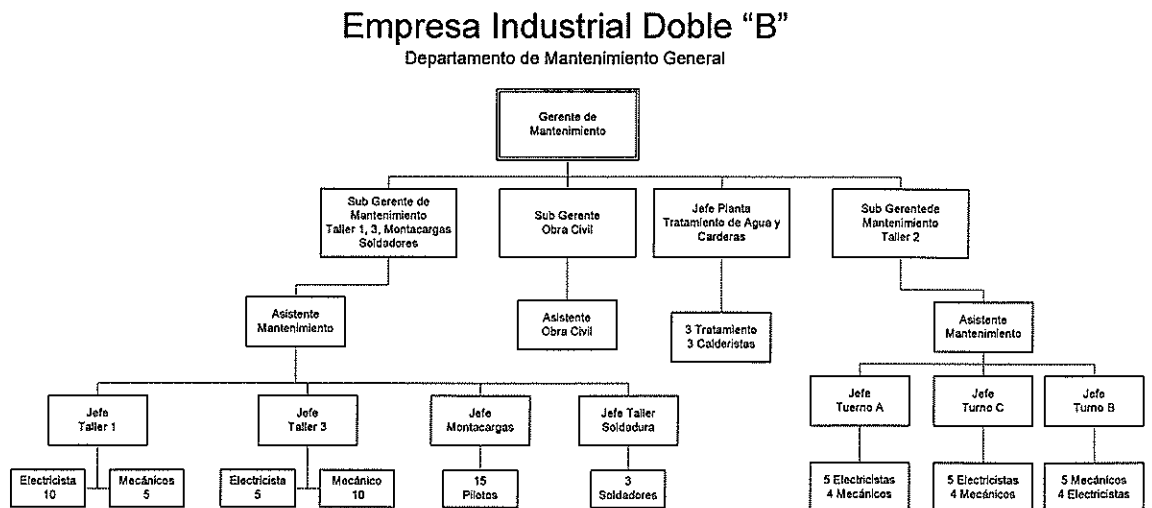 Empresa Industrial Doble “B”
Departamento de Mantenimiento General
Gerente de
Mantenimiento
Sub Gerente de
Mantenimiento
Taller 1, 3, Montacargas
Soldadores
Sub Gerente
Obra Civil
Jefe Planta
Tratamiento de Agua y
Carderas
Sub Gerentede
Mantenimiento
Taller 2
Asistente
Mantenimiento
Asistente
Obra Civil
3 Tratamiento
3 Calderistas
Asistente
Mantenimiento
Jefe
Taller 1
Jefe
Taller 3
Jefe
Montacargas
Jefe Taller
Soldadura
Jefe
Tuerno A
Jefe
Turno C
Jefe
Turno B
Electricista
10
Mecánicos
5
Electricista
5
Mecánico
10
15
Pilotos
3
Soldadores
5 Electricistas
4 Mecánicos
5 Electricistas
4 Mecánicos
5 Mecánicos
4 Electricistas